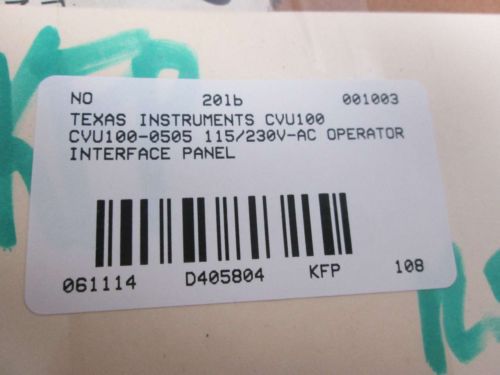 NO 201b 001003
TEXAS INSTRUMENTS CVU100
CVU100-0505 115/230V-AC OPERATOR
INTERFACE PANEL
061114 D405804 KFP 108